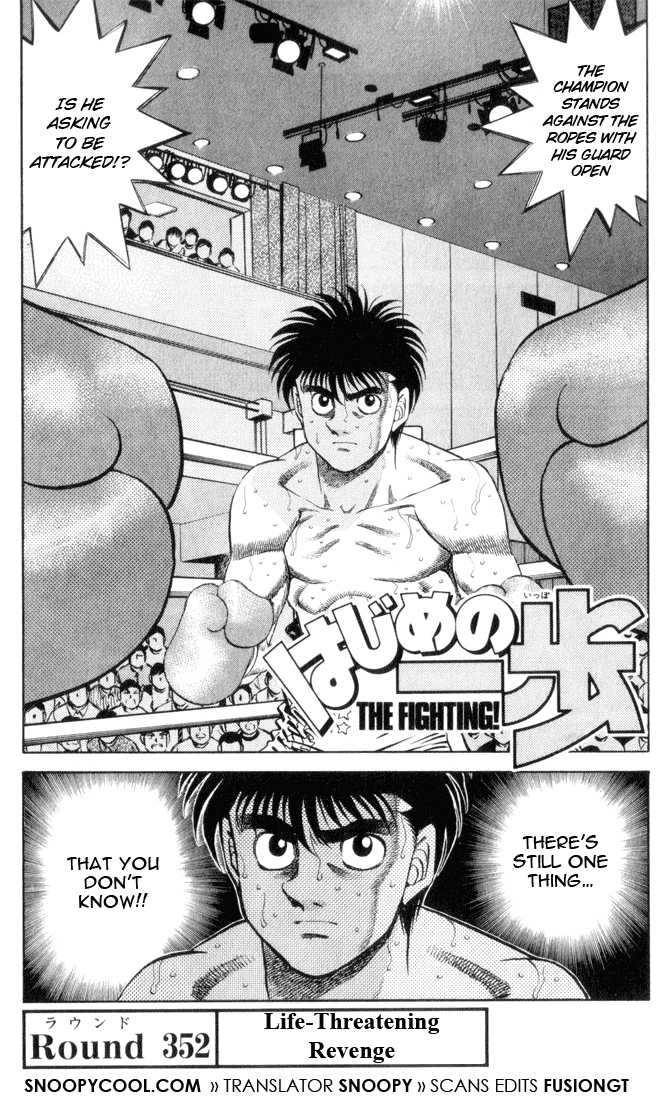 THE
CHAMPION
STANDS
AGAINST THE
ROPES WITH
HIS GUARD
OPEN
IS HE
ASKING
TO BE
ATTACKED!?
いっぽ
はじめの一歩
THE FIGHTING!
THERE'S
STILL ONE
THING...
THAT YOU
DON'T
KNOW!!
ラウンド
Round 352
Life-Threatening
Revenge
SNOOPYCOOL.COM » TRANSLATOR SNOOPY » SCANS EDITS FUSIONGT